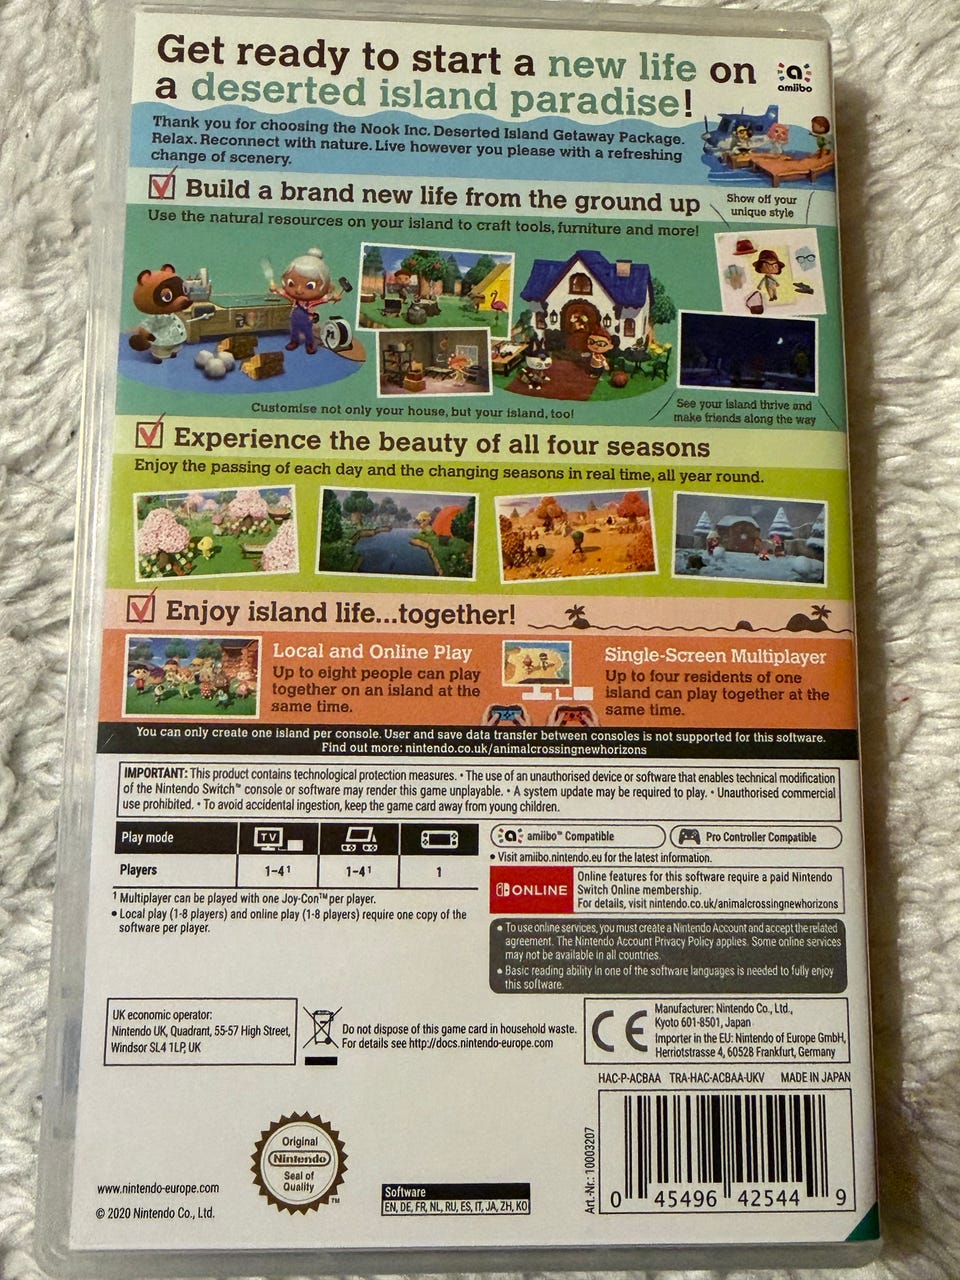 Get ready to start a new life on
a deserted island paradise!
amiibo
Thank you for choosing the Nook Inc. Deserted Island Getaway Package.
Relax. Reconnect with nature. Live however you please with a refreshing
change of scenery.
Build a brand new life from the ground up
Show off your
unique style
Use the natural resources on your island to craft tools, furniture and more!
Customise not only your house, but your island, too!
See your island thrive and
make friends along the way
Experience the beauty of all four seasons
Enjoy the passing of each day and the changing seasons in real time, all year round.
Enjoy island life...together!
Local and Online Play
Up to eight people can play
together on an island at the
same time.
Single-Screen Multiplayer
Up to four residents of one
island can play together at the
same time.
You can only create one island per console. User and save data transfer between consoles is not supported for this software.
Find out more: nintendo.co.uk/animalcrossingnewhorizons
IMPORTANT: This product contains technological protection measures. • The use of an unauthorised device or software that enables technical modification
of the Nintendo Switch™ console or software may render this game unplayable. • A system update may be required to play. • Unauthorised commercial
use prohibited. • To avoid accidental ingestion, keep the game card away from young children.
Play mode
TV
Players
1-4¹
1-4¹
1
¹ Multiplayer can be played with one Joy-Con™ per player.
• Local play (1-8 players) and online play (1-8 players) require one copy of the
software per player.
amiibo™ Compatible
Pro Controller Compatible
• Visit amiibo.nintendo.eu for the latest information.
ONLINE
Online features for this software require a paid Nintendo
Switch Online membership.
For details, visit nintendo.co.uk/animalcrossingnewhorizons
• To use online services, you must create a Nintendo Account and accept the related
agreement. The Nintendo Account Privacy Policy applies. Some online services
may not be available in all countries.
• Basic reading ability in one of the software languages is needed to fully enjoy
this software.
UK economic operator:
Nintendo UK, Quadrant, 55-57 High Street,
Windsor SL4 1LP, UK
Do not dispose of this game card in household waste.
For details see http://docs.nintendo-europe.com
CE
Manufacturer: Nintendo Co., Ltd.,
Kyoto 601-8501, Japan
Importer in the EU: Nintendo of Europe GmbH,
Herriotstrasse 4, 60528 Frankfurt, Germany
HAC-P-ACBAA TRA-HAC-ACBAA-UKV MADE IN JAPAN
Original
Nintendo
Seal of
Quality
TM
www.nintendo-europe.com
© 2020 Nintendo Co., Ltd.
Software
EN, DE, FR, NL, RU, ES, IT, JA, ZH, KO
Art.-Nr.: 10003207
0 45496 42544 9